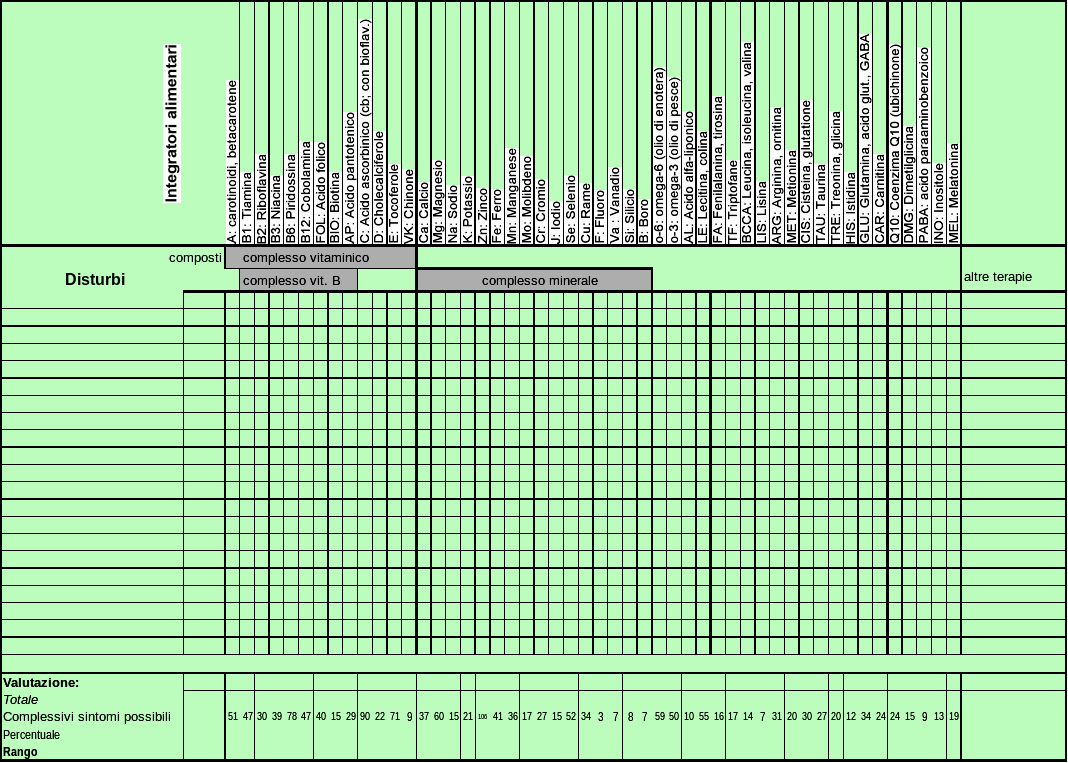 Integratori alimentari
A: carotinoidi, betacarotene
B1: Tiamina
B2: Riboflavina
B3: Niacina
B6: Piridossina
B12: Cobolamina
FOL: Acido folico
BIO: Biotina
AP: Acido pantotenico
C: Acido ascorbinico (cb; con bioflav.)
D: Cholecalciferole
E: Tocoferole
VK: Chinone
Ca: Calcio
Mg: Magnesio
Na: Sodio
K: Potassio
Zn: Zinco
Fe: Ferro
Mn: Manganese
Mo: Molibdeno
Cr: Cromio
J: Iodio
Se: Selenio
Cu: Rame
F: Fluoro
Va : Vanadio
Si: Silicio
B: Boro
o-6: omega-6 (olio di enotera)
o-3: omega-3 (olio di pesce)
AL: Acido alfa-liponico
LE: Lecitina, colina
FA: Fenilalanina, tirosina
TF: Triptofane
BCCA: Leucina, isoleucina, valina
LIS: Lisina
ARG: Arginina, ornitina
MET: Metionina
CIS: Cisteina, glutatione
TAU: Taurina
TRE: Treonina, glicina
HIS: Istidina
GLU: Glutamina, acido glut., GABA
CAR: Carnitina
Q10: Coenzima Q10 (ubichinone)
DMG: Dimetilglicina
PABA: acido paraaminobenzoico
INO: Inositole
MEL: Melatonina
composti complesso vitaminico
Disturbi complesso vit. B complesso minerale altre terapie
Valutazione:
Totale
Complessivi sintomi possibili 51 47 30 39 78 47 40 15 29 90 22 71 9 37 60 15 21 106 41 36 17 27 15 52 34 3 7 8 7 59 50 10 55 16 17 14 7 31 20 30 27 20 12 34 24 24 15 9 13 19
Percentuale
Rango